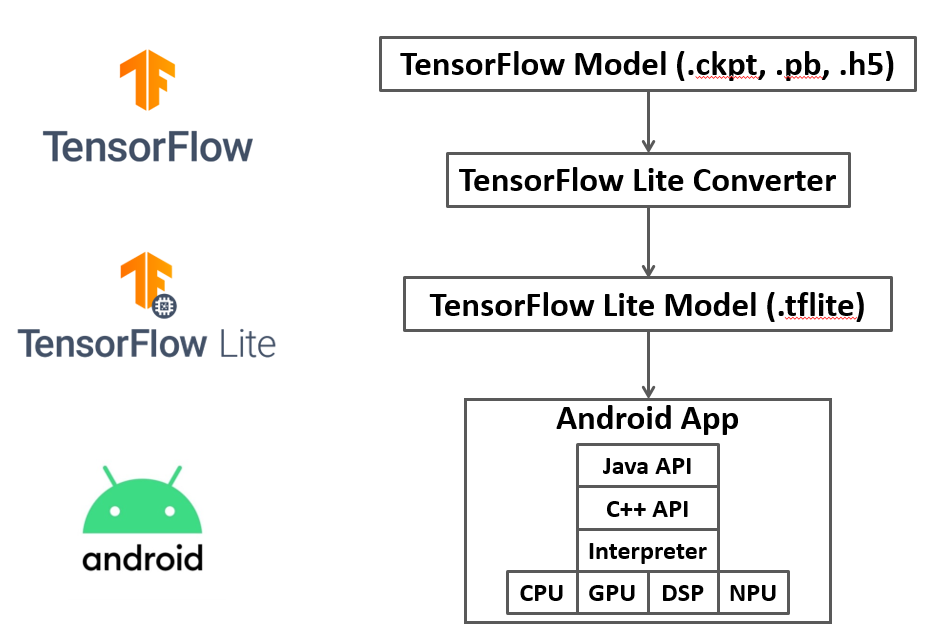 TensorFlow
TensorFlow Lite
android
TensorFlow Model (.ckpt, .pb, .h5)
TensorFlow Lite Converter
TensorFlow Lite Model (.tflite)
Android App
Java API
C++ API
Interpreter
CPU GPU DSP NPU